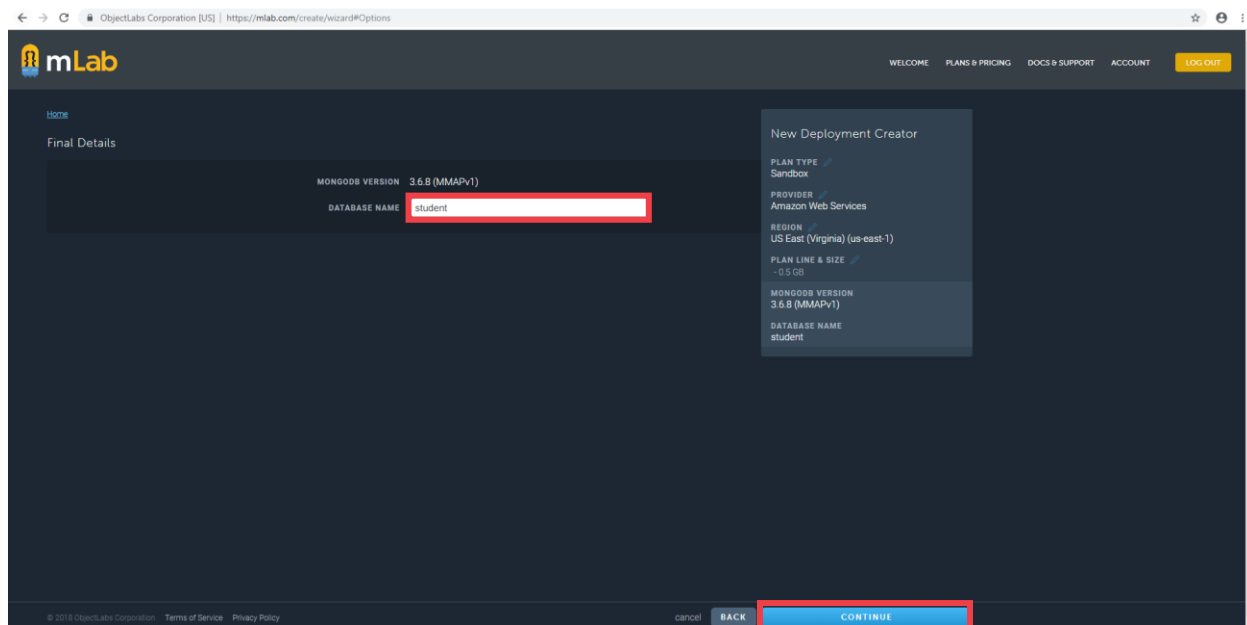 ObjectLabs Corporation [US] | https://mlab.com/create/wizard#Options
mLab
WELCOME PLANS & PRICING DOCS & SUPPORT ACCOUNT LOG OUT
Home
Final Details
MONGODB VERSION 3.6.8 (MMAPv1)
DATABASE NAME student
New Deployment Creator
PLAN TYPE
Sandbox
PROVIDER
Amazon Web Services
REGION
US East (Virginia) (us-east-1)
PLAN LINE & SIZE
- 0.5 GB
MONGODB VERSION
3.6.8 (MMAPv1)
DATABASE NAME
student
© 2018 ObjectLabs Corporation Terms of Service Privacy Policy
cancel BACK CONTINUE